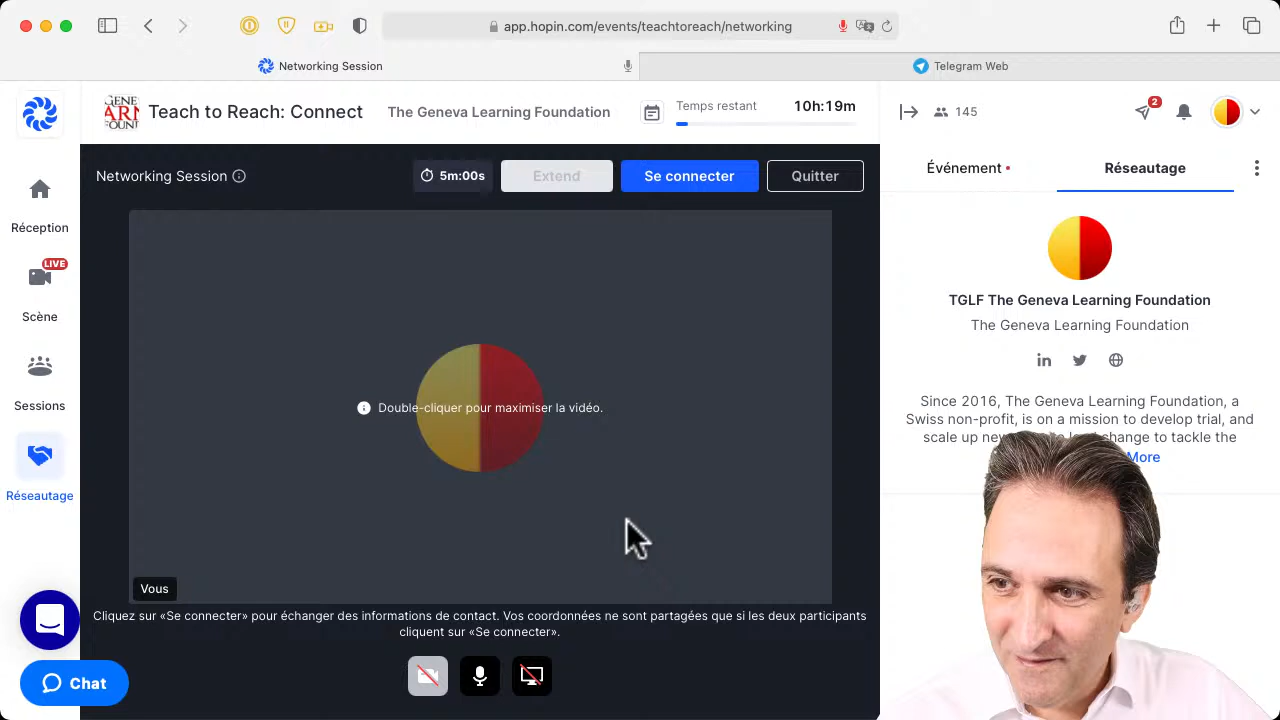 app.hopin.com/events/teachtoreach/networking
Networking Session
Telegram Web
Teach to Reach: Connect
The Geneva Learning Foundation
Temps restant
10h:19m
145
2
Networking Session
5m:00s
Extend
Se connecter
Quitter
Événement
Réseautage
Réception
LIVE
Scène
Sessions
Réseautage
Double-cliquer pour maximiser la vidéo.
Vous
Cliquez sur «Se connecter» pour échanger des informations de contact. Vos coordonnées ne sont partagées que si les deux participants
cliquent sur «Se connecter».
Chat
TGLF The Geneva Learning Foundation
The Geneva Learning Foundation
Since 2016, The Geneva Learning Foundation, a
Swiss non-profit, is on a mission to develop trial, and
scale up change to tackle the
More